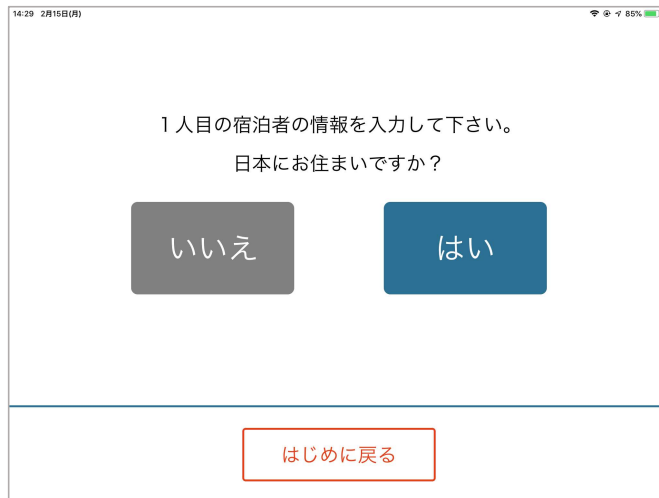 14:29 2月15日(月) 85%
1人目の宿泊者の情報を入力して下さい。
日本にお住まいですか？
いいえ はい
はじめに戻る